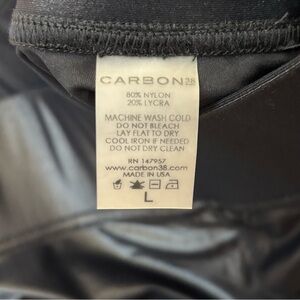 CARBON38
80% NYLON
20% LYCRA
MACHINE WASH COLD
DO NOT BLEACH
LAY FLAT TO DRY
COOL IRON IF NEEDED
DO NOT DRY CLEAN
RN 147957
www.carbon38.com
MADE IN USA
L